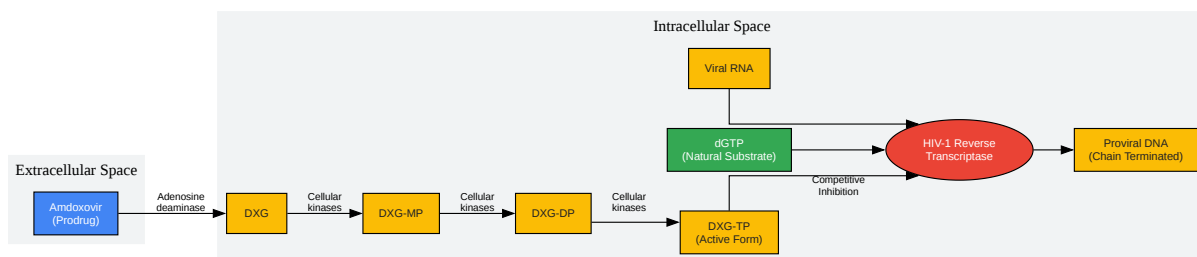 Intracellular Space
Viral RNA
dGTP
(Natural Substrate)
HIV-1 Reverse
Transcriptase
Proviral DNA
(Chain Terminated)
Extracellular Space
Amdoxovir
(Prodrug)
Adenosine
deaminase
DXG
Cellular
kinases
DXG-MP
Cellular
kinases
DXG-DP
Cellular
kinases
DXG-TP
(Active Form)
Competitive
Inhibition